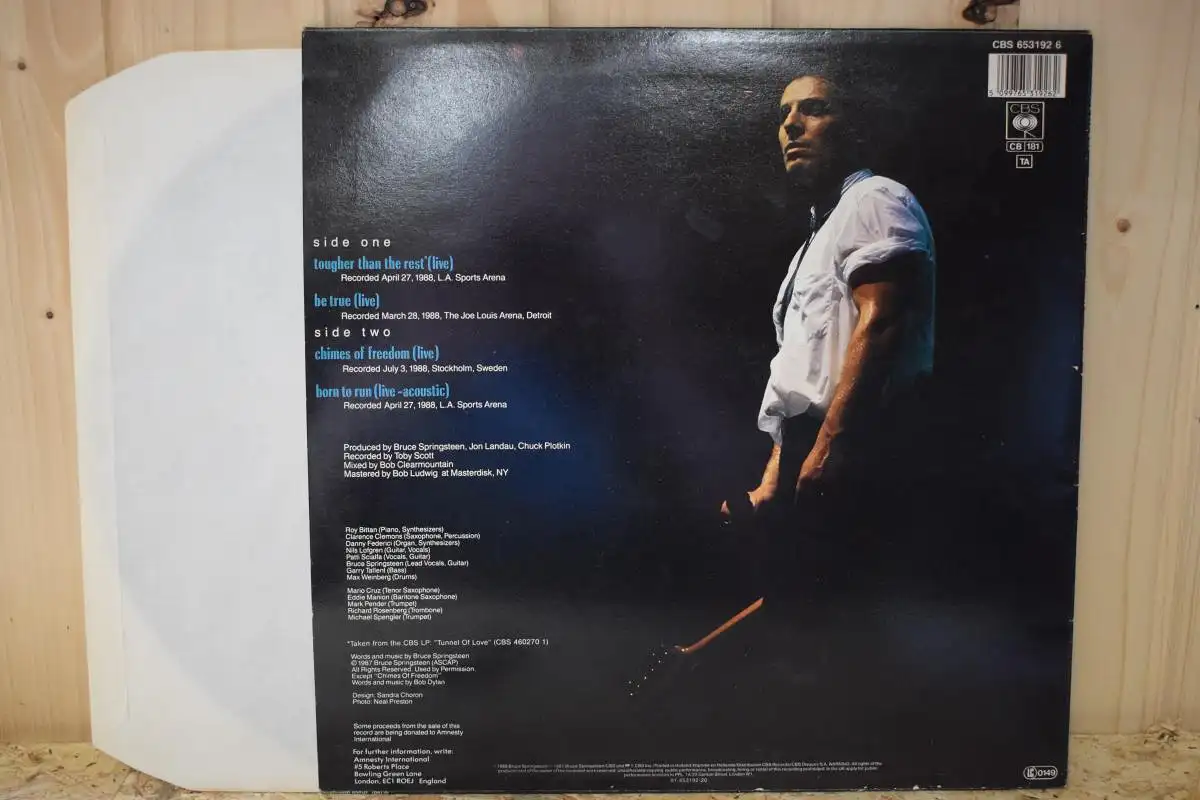 CBS 653192 6
5 099765 319262
CBS
CB 181
TA
side one
tougher than the rest*(live)
Recorded April 27, 1988, L.A. Sports Arena
be true (live)
Recorded March 28, 1988, The Joe Louis Arena, Detroit
side two
chimes of freedom (live)
Recorded July 3, 1988, Stockholm, Sweden
born to run (live-acoustic)
Recorded April 27, 1988, L.A. Sports Arena
Produced by Bruce Springsteen, Jon Landau, Chuck Plotkin
Recorded by Toby Scott
Mixed by Bob Clearmountain
Mastered by Bob Ludwig at Masterdisk, NY
Roy Bittan (Piano, Synthesizers)
Clarence Clemons (Saxophone, Percussion)
Danny Federici (Organ, Synthesizers)
Nils Lofgren (Guitar, Vocals)
Patti Scialfa (Vocals, Guitar)
Bruce Springsteen (Lead Vocals, Guitar)
Garry Tallent (Bass)
Max Weinberg (Drums)
Mario Cruz (Tenor Saxophone)
Eddie Manion (Baritone Saxophone)
Mark Pender (Trumpet)
Richard Rosenberg (Trombone)
Michael Spengler (Trumpet)
*Taken from the CBS LP: "Tunnel Of Love" (CBS 460270 1)
Words and music by Bruce Springsteen
© 1987 Bruce Springsteen (ASCAP)
All Rights Reserved. Used by Permission.
Except "Chimes Of Freedom"
Words and music by Bob Dylan
Design: Sandra Choron
Photo: Neal Preston
Some proceeds from the sale of this
record are being donated to Amnesty
International
For further information, write:
Amnesty International
#5 Roberts Place
Bowling Green Lane
London, EC1 ROEJ England
01-653192-20
LC 0149